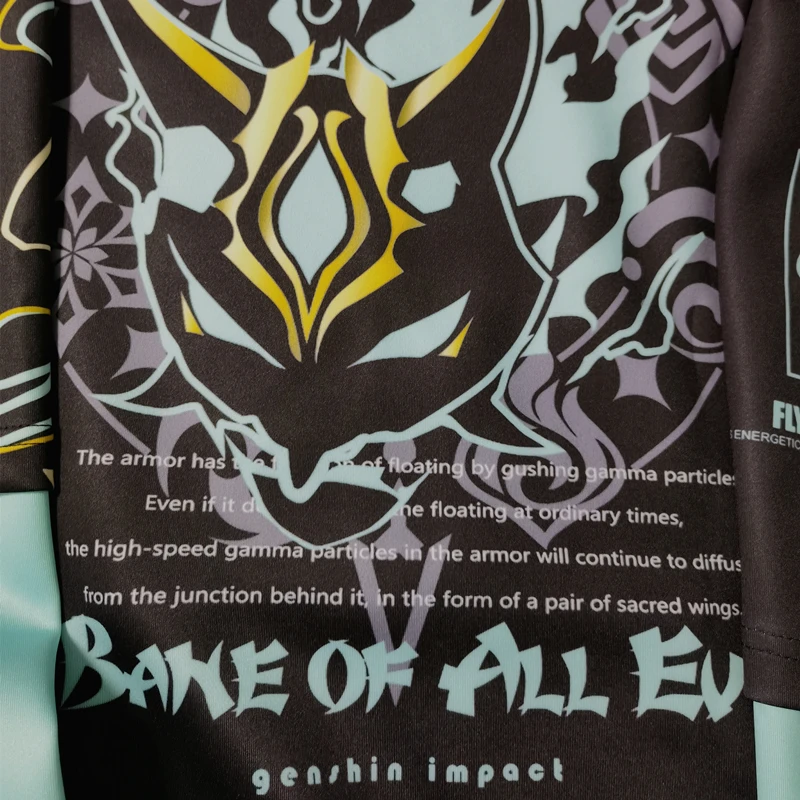 The armor has the f on of floating by gushing gamma particles
Even if it d he floating at ordinary times,
the high-speed gamma particles in the armor will continue to diffus
from the junction behind it, in the form of a pair of sacred wings.
BANE OF ALL EV
genshin impact
FLY
ENERGETIC